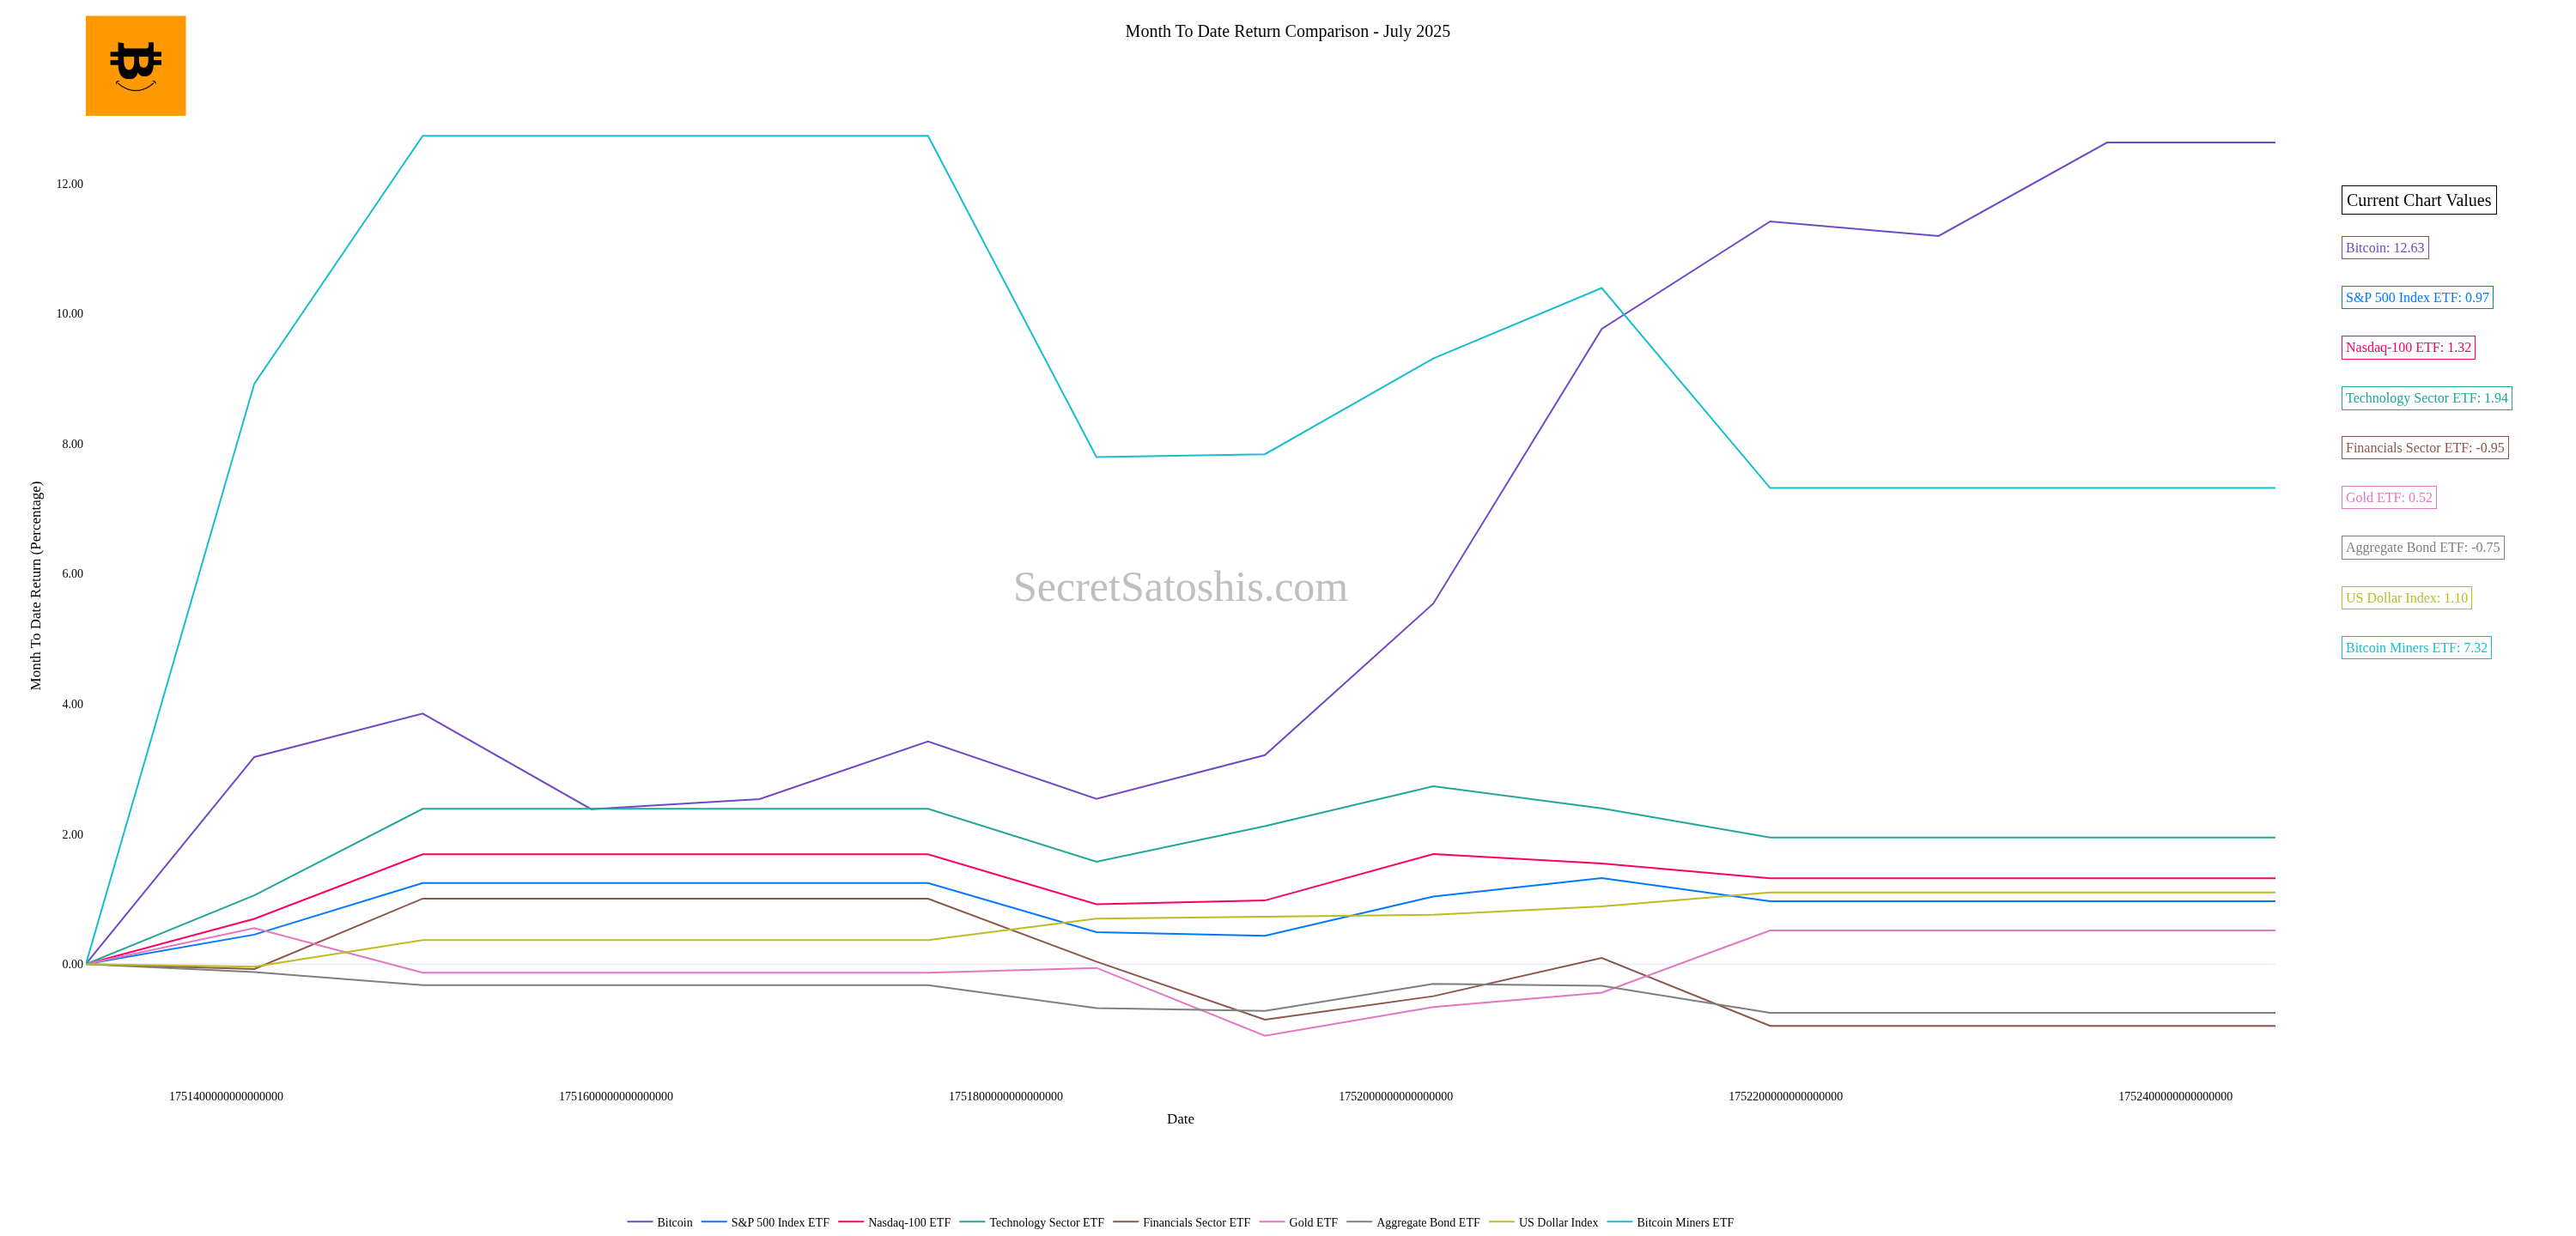 Month To Date Return Comparison - July 2025
12.00
10.00
8.00
6.00
4.00
2.00
0.00
Month To Date Return (Percentage)
SecretSatoshis.com
Current Chart Values
Bitcoin: 12.63
S&P 500 Index ETF: 0.97
Nasdaq-100 ETF: 1.32
Technology Sector ETF: 1.94
Financials Sector ETF: -0.95
Gold ETF: 0.52
Aggregate Bond ETF: -0.75
US Dollar Index: 1.10
Bitcoin Miners ETF: 7.32
1751400000000000000 1751600000000000000 1751800000000000000 1752000000000000000 1752200000000000000 1752400000000000000
Date
Bitcoin S&P 500 Index ETF Nasdaq-100 ETF Technology Sector ETF Financials Sector ETF Gold ETF Aggregate Bond ETF US Dollar Index Bitcoin Miners ETF